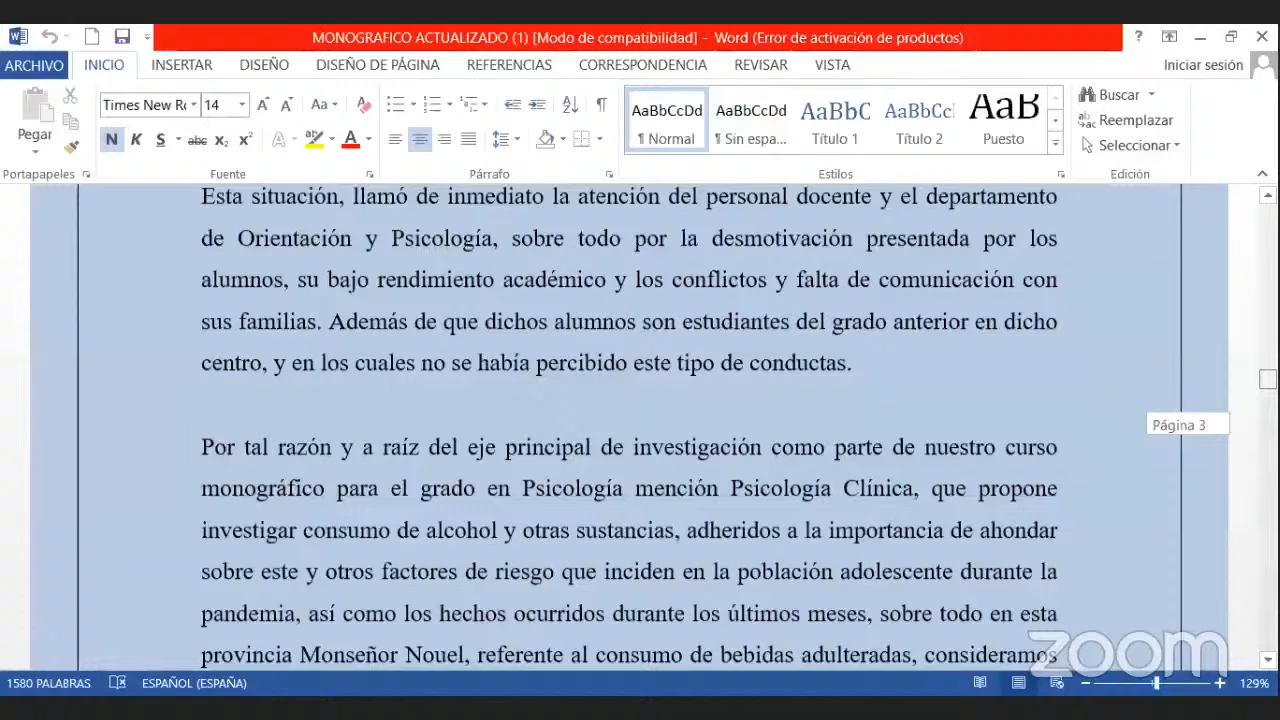 MONOGRAFICO ACTUALIZADO (1) [Modo de compatibilidad] - Word (Error de activación de productos)
?
ARCHIVO INICIO INSERTAR DISEÑO DISEÑO DE PÁGINA REFERENCIAS CORRESPONDENCIA REVISAR VISTA Iniciar sesión
Pegar
Times New Ro 14
Aa
N K S abc X₂ X² A A
AaBbCcDd AaBbCcDd AaBbC AaBbCcI AaB
¶ Normal ¶ Sin espa... Título 1 Título 2 Puesto
Buscar
Reemplazar
Seleccionar
Portapapeles Fuente Párrafo Estilos Edición
Esta situación, llamó de inmediato la atención del personal docente y el departamento
de Orientación y Psicología, sobre todo por la desmotivación presentada por los
alumnos, su bajo rendimiento académico y los conflictos y falta de comunicación con
sus familias. Además de que dichos alumnos son estudiantes del grado anterior en dicho
centro, y en los cuales no se había percibido este tipo de conductas.
Página 3
Por tal razón y a raíz del eje principal de investigación como parte de nuestro curso
monográfico para el grado en Psicología mención Psicología Clínica, que propone
investigar consumo de alcohol y otras sustancias, adheridos a la importancia de ahondar
sobre este y otros factores de riesgo que inciden en la población adolescente durante la
pandemia, así como los hechos ocurridos durante los últimos meses, sobre todo en esta
provincia Monseñor Nouel, referente al consumo de bebidas adulteradas, consideramos
zoom
1580 PALABRAS ESPAÑOL (ESPAÑA) 129%